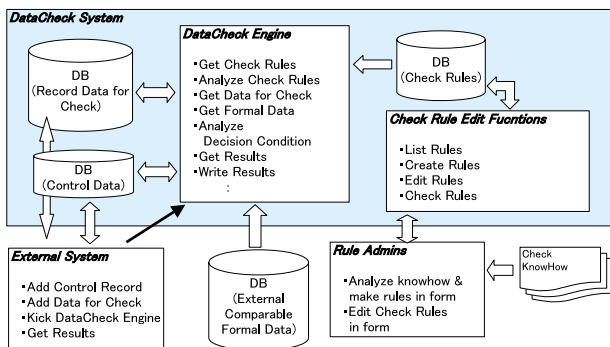 DataCheck System
DB
(Record Data for
Check)
DB
(Control Data)
DataCheck Engine
・Get Check Rules
・Analyze Check Rules
・Get Data for Check
・Get Formal Data
・Analyze
Decision Condition
・Get Results
・Write Results
:
DB
(Check Rules)
Check Rule Edit Fucntions
・List Rules
・Create Rules
・Edit Rules
・Check Rules
External System
・Add Control Record
・Add Data for Check
・Kick DataCheck Engine
・Get Results
DB
(External
Comparable
Formal Data)
Rule Admins
・Analyze knowhow &
make rules in form
・Edit Check Rules
in form
Check
KnowHow